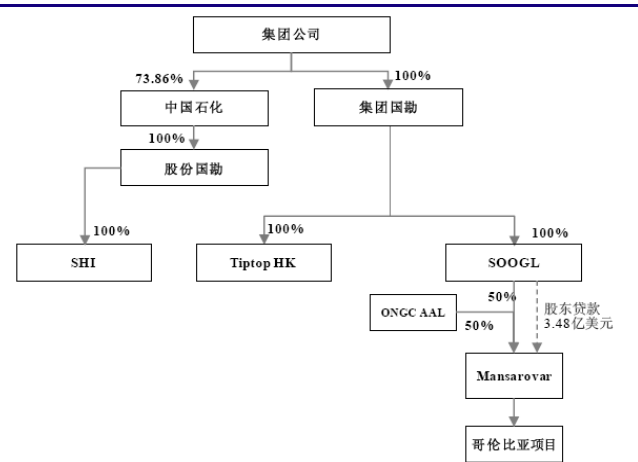 集团公司
73.86%
100%
中国石化
集团国勘
100%
股份国勘
100%
100%
100%
SHI
Tiptop HK
SOOGL
50%
ONGC AAL
50%
股东贷款
3.48亿美元
Mansarovar
哥伦比亚项目